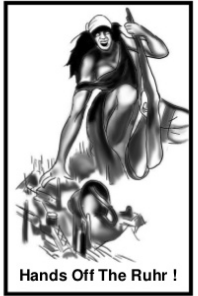 Hands Off The Ruhr !